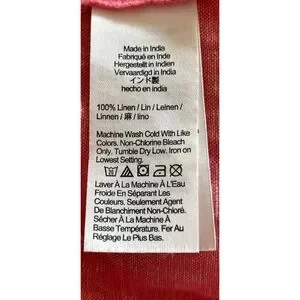 Made in India
Fabriqué en Inde
Hergestellt in Indien
Vervaardigd in India
インド製
hecho en india
100% Linen / Lin / Leinen /
Linnen / 麻 / lino
Machine Wash Cold With Like
Colors. Non-Chlorine Bleach
Only. Tumble Dry Low. Iron on
Lowest Setting.
Laver À La Machine À L'Eau
Froide En Séparant Les
Couleurs. Seulement Agent
De Blanchiment Non-Chloré.
Sécher À La Machine À
Basse Température. Fer Au
Réglage Le Plus Bas.